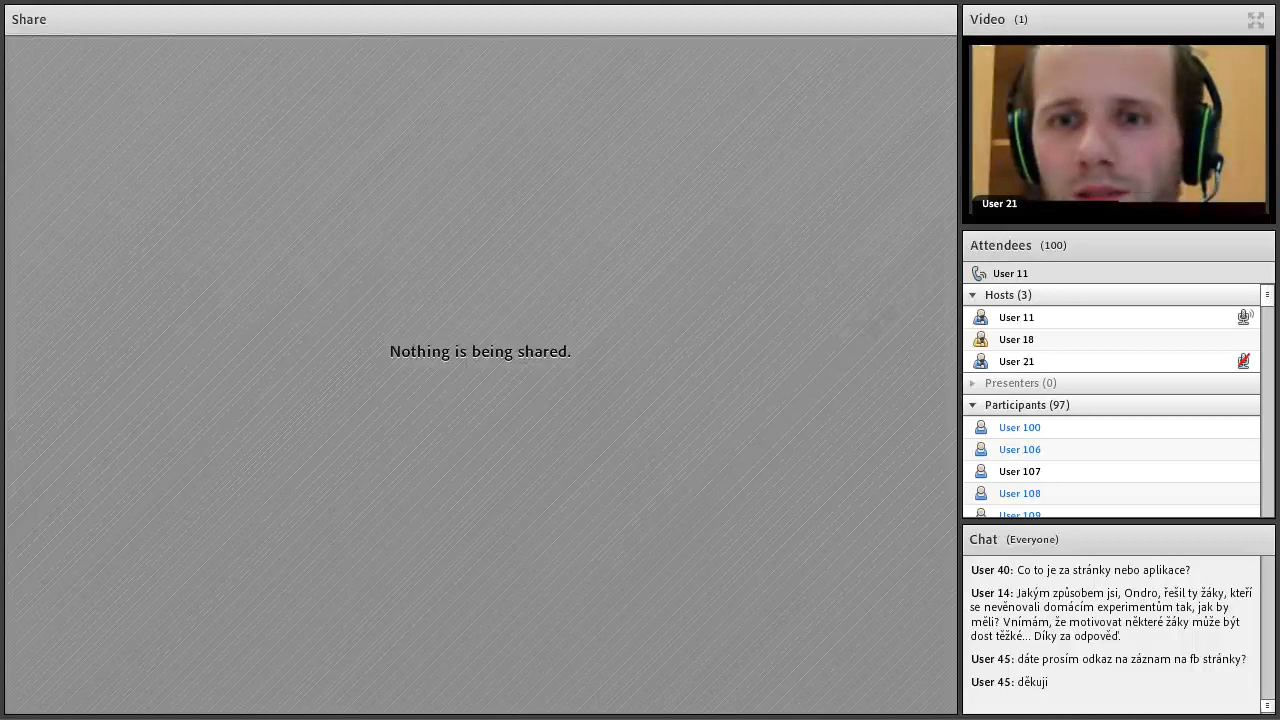 Share
Nothing is being shared.
Video (1)
User 21
Attendees (100)
User 11
Hosts (3)
User 11
User 18
User 21
Presenters (0)
Participants (97)
User 100
User 106
User 107
User 108
User 109
Chat (Everyone)
User 40: Co to je za stránky nebo aplikace?
User 14: Jakým způsobem jsi, Ondro, řešil ty žáky, kteří
se nevěnovali domácím experimentům tak, jak by
měli? Vnímám, že motivovat některé žáky může být
dost těžké... Díky za odpověď.
User 45: dáte prosím odkaz na záznam na fb stránky?
User 45: děkuji